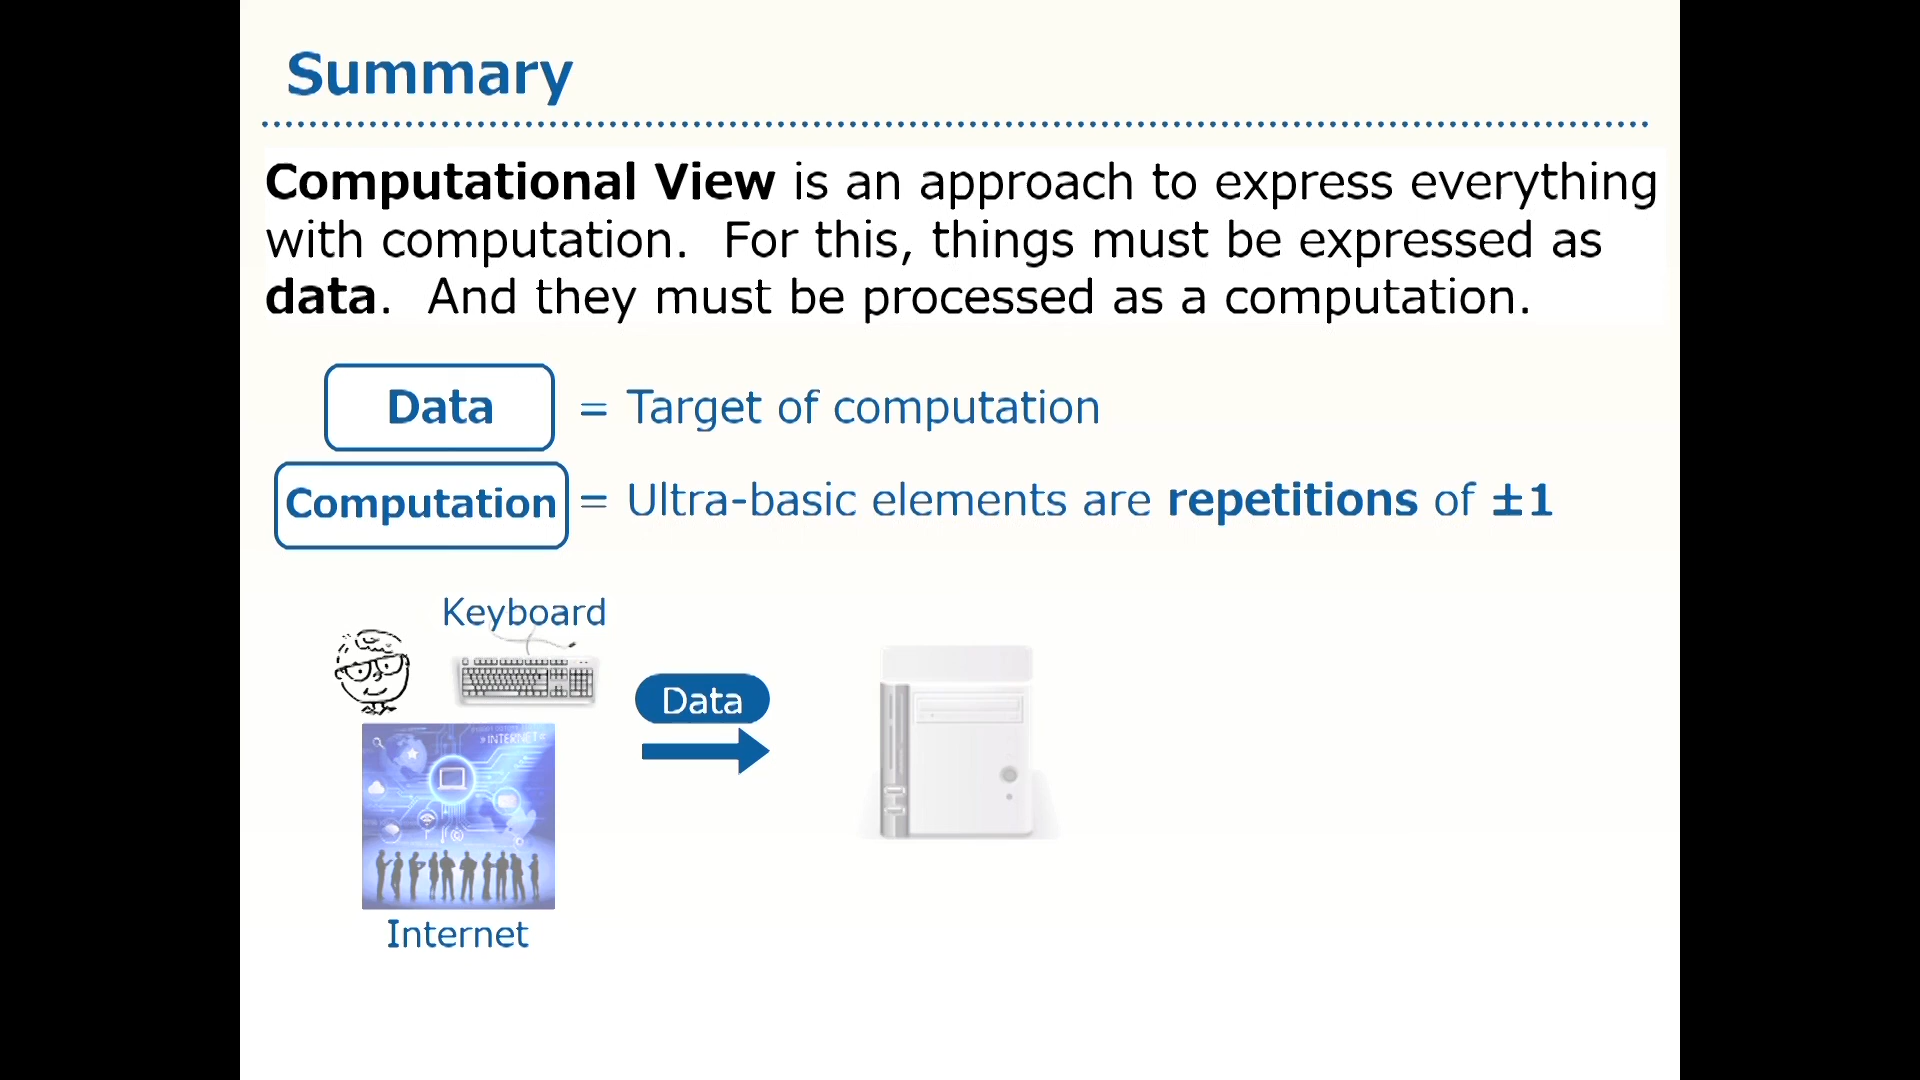 Summary
Computational View is an approach to express everything
with computation. For this, things must be expressed as
data. And they must be processed as a computation.
Data = Target of computation
Computation = Ultra-basic elements are repetitions of ±1
Keyboard
Data
INTERNET
Internet